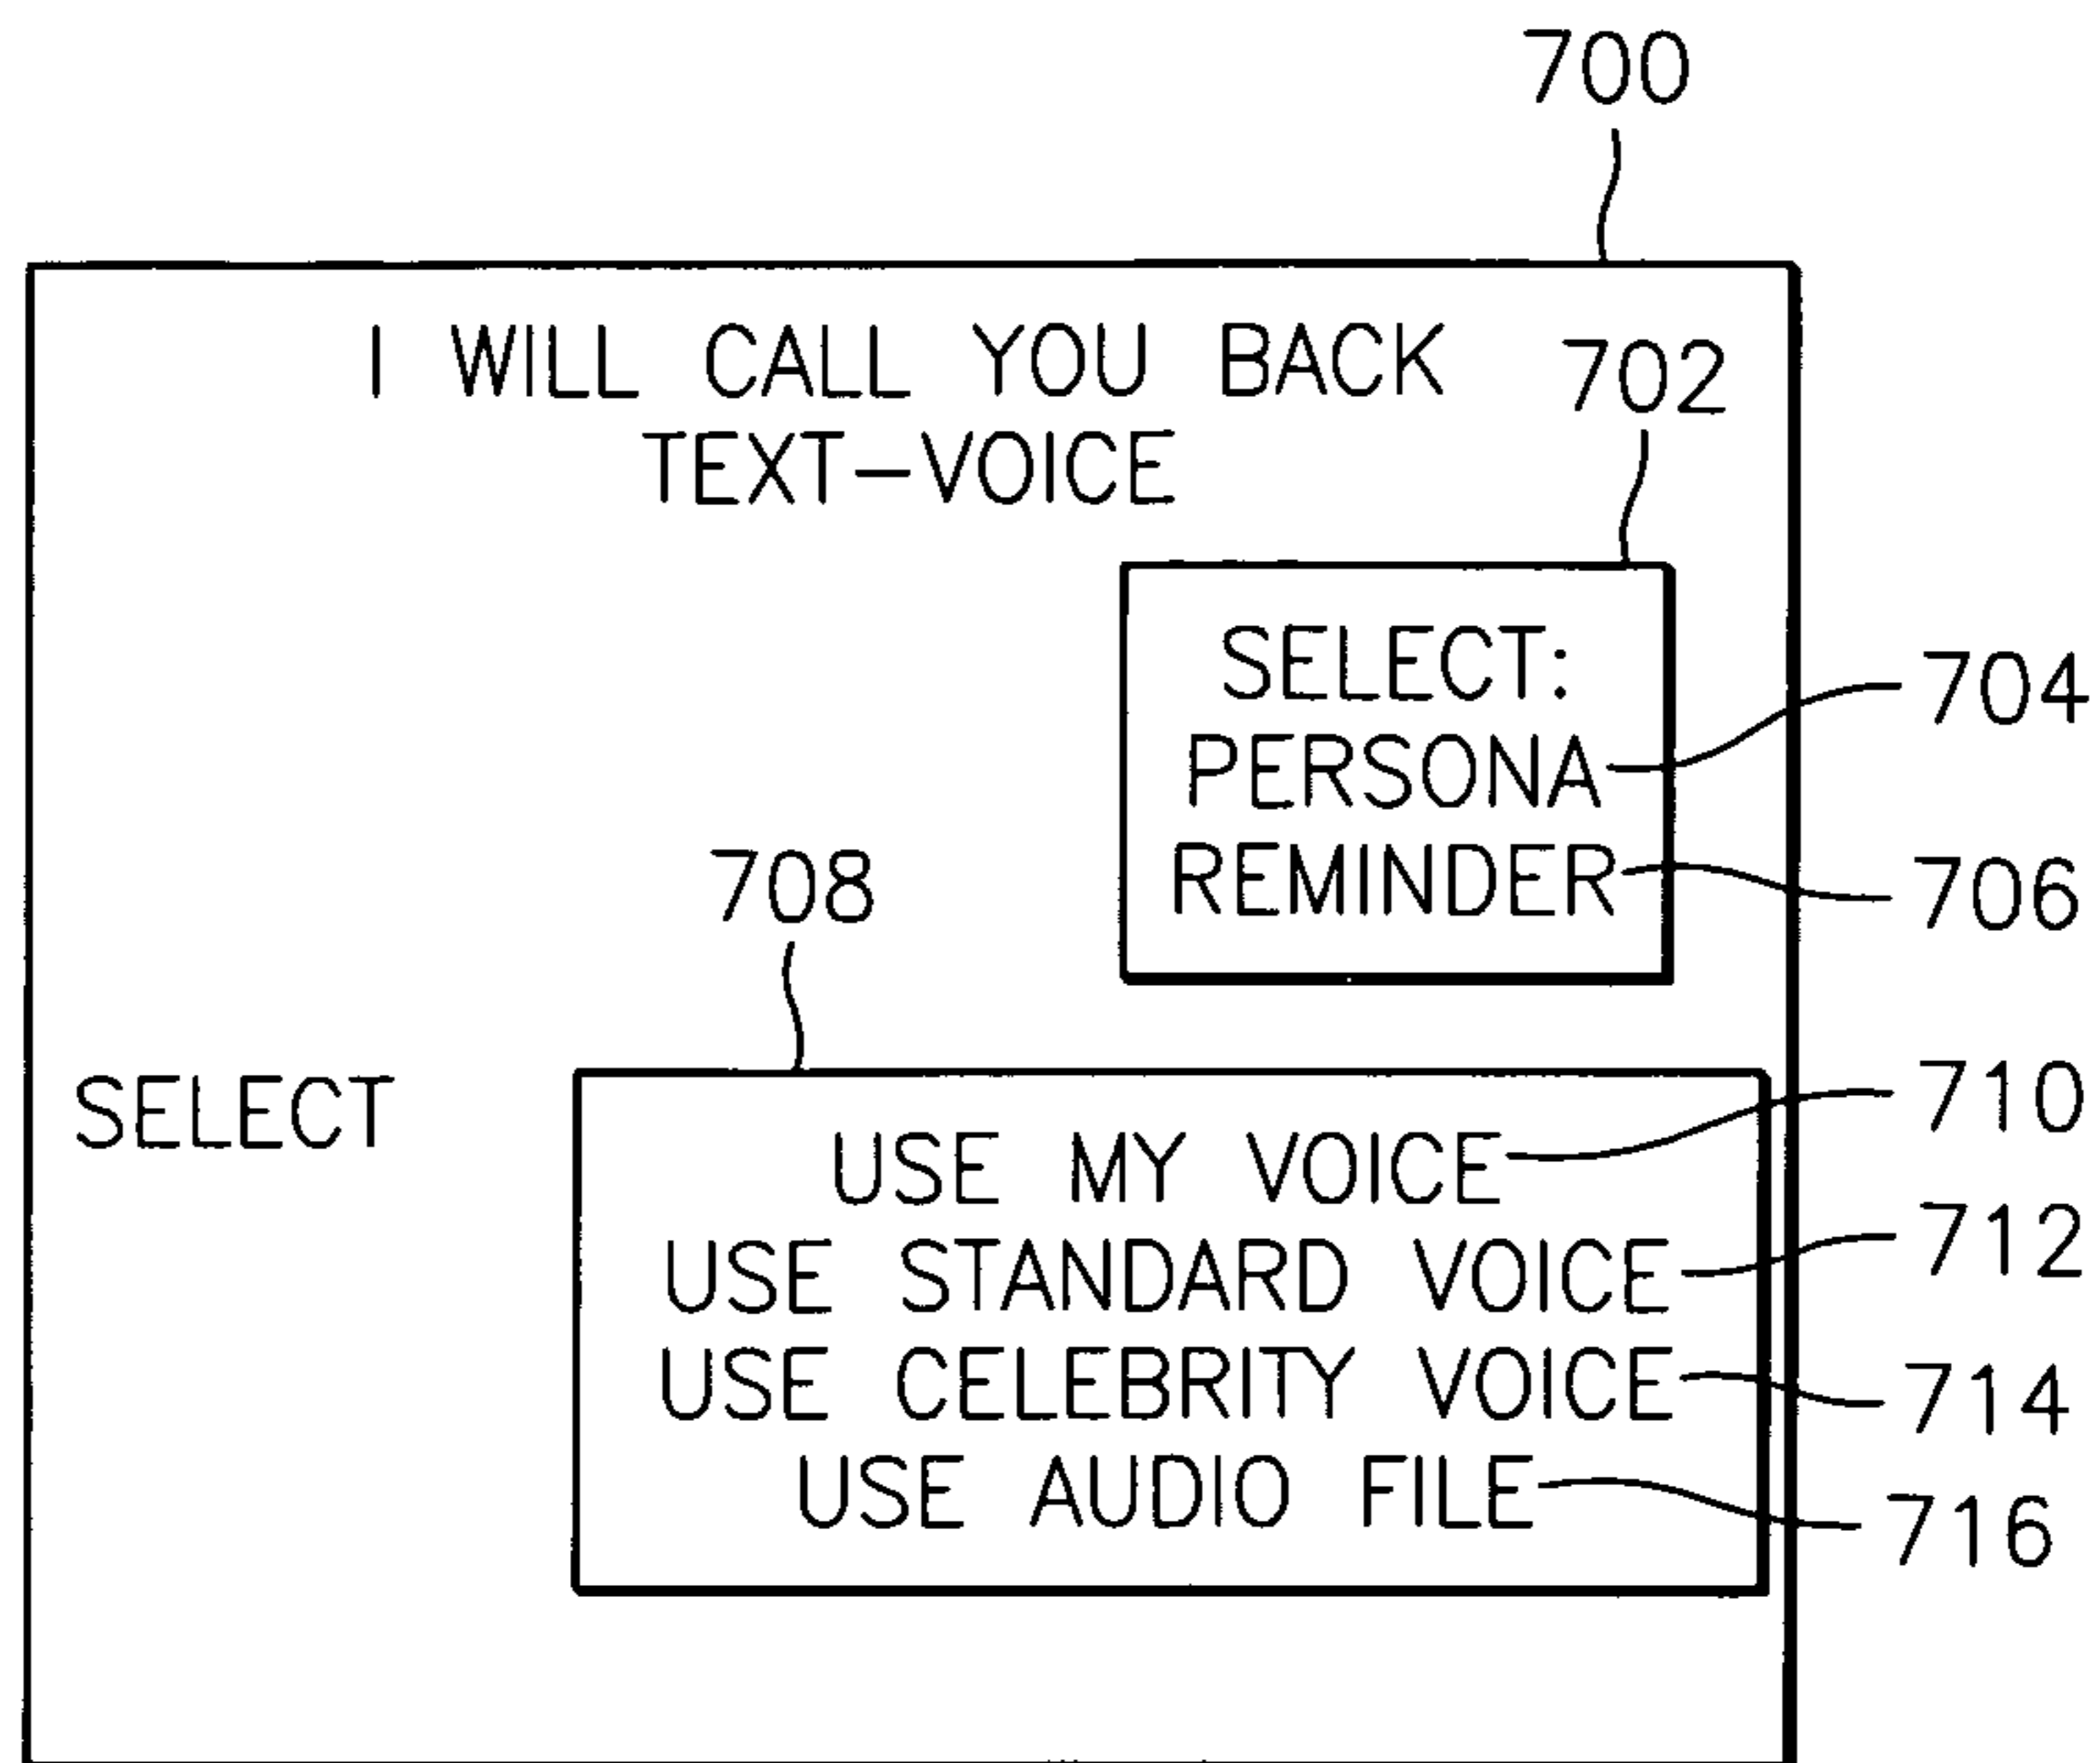 700
I WILL CALL YOU BACK
702
TEXT-VOICE
SELECT:
704
PERSONA
REMINDER
706
708
SELECT
710
USE MY VOICE
712
USE STANDARD VOICE
USE CELEBRITY VOICE
714
USE AUDIO FILE
716